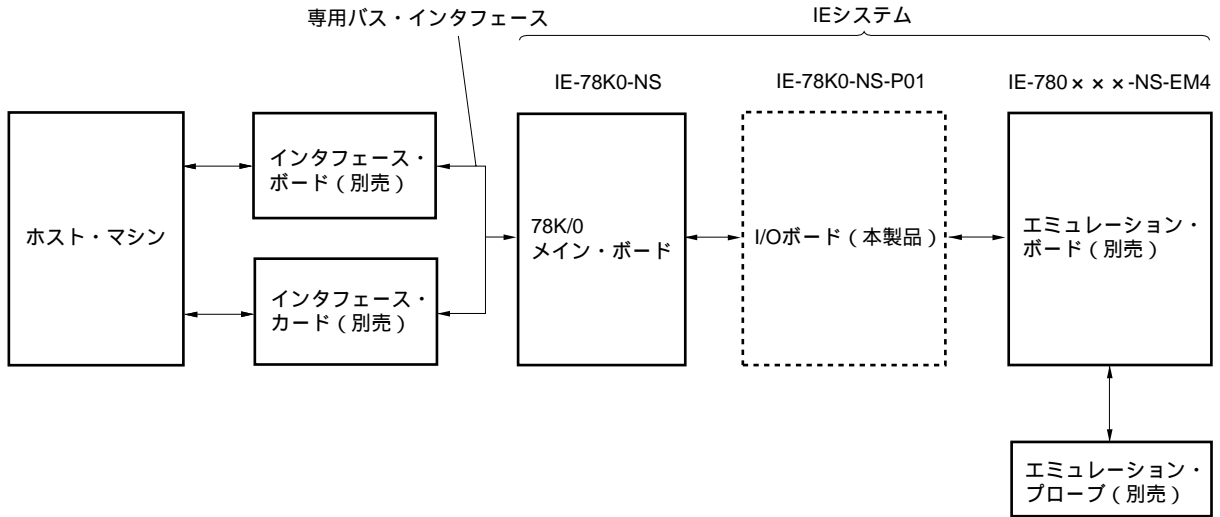 専用バス・インタフェース
IEシステム
IE-78K0-NS
IE-78K0-NS-P01
IE-780×××-NS-EM4
ホスト・マシン
インタフェース・
ボード(別売)
インタフェース・
カード(別売)
78K/0
メイン・ボード
I/Oボード(本製品)
エミュレーション・
ボード(別売)
エミュレーション・
プローブ(別売)